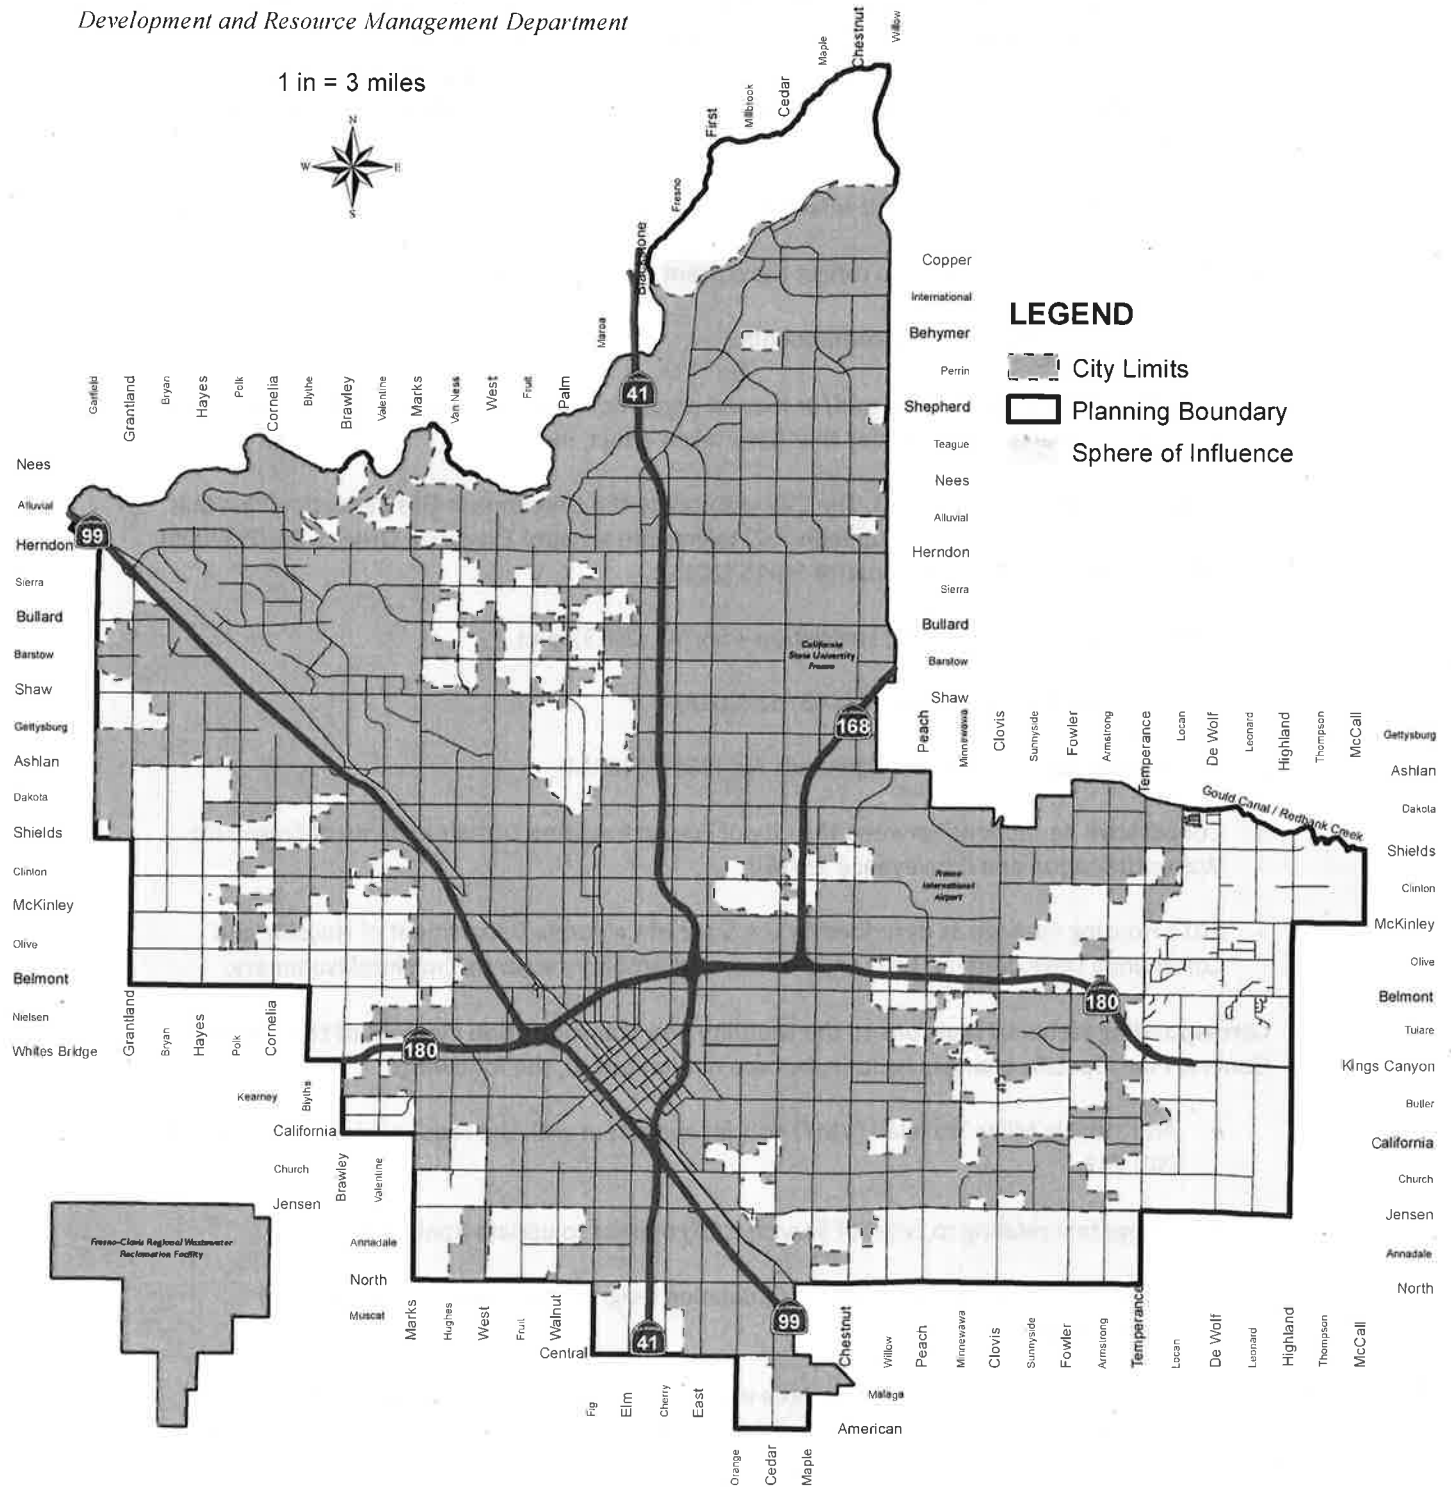 Development and Resource Management Department
1 in = 3 miles
N
W
E
S
Chestnut
Willow
Maple
Cedar
Millbrook
First
Fresno
Blackstone
Maroa
Copper
International
Behymer
Perrin
Shepherd
Teague
Nees
Alluvial
Herndon
Sierra
Bullard
Barstow
Shaw
LEGEND
City Limits
Planning Boundary
Sphere of Influence
Garfield
Grantland
Bryan
Hayes
Polk
Cornelia
Blythe
Brawley
Valentine
Marks
Van Ness
West
Fruit
Palm
41
Nees
Alluvial
99
Herndon
Sierra
Bullard
Barstow
Shaw
Gettysburg
Ashlan
Dakota
Shields
Clinton
McKinley
Olive
Belmont
Nielsen
Whites Bridge
California
State University
Fresno
168
Peach
Minnewawa
Clovis
Sunnyside
Fowler
Armstrong
Temperance
Locan
De Wolf
Leonard
Highland
Thompson
McCall
Gettysburg
Ashlan
Dakota
Shields
Clinton
McKinley
Olive
Belmont
Tulare
Kings Canyon
Butler
California
Church
Jensen
Annadale
North
Gould Canal / Redbank Creek
Fresno
International
Airport
180
180
Grantland
Bryan
Hayes
Polk
Cornelia
Kearney
Blythe
California
Church
Jensen
Brawley
Valentine
Annadale
North
Muscat
Fresno-Clovis Regional Wastewater
Reclamation Facility
Marks
Hughes
West
Fruit
Walnut
Central
41
99
Chestnut
Willow
Peach
Minnewawa
Clovis
Sunnyside
Fowler
Armstrong
Temperance
Locan
De Wolf
Leonard
Highland
Thompson
McCall
Fig
Elm
Cherry
East
Malaga
American
Orange
Cedar
Maple